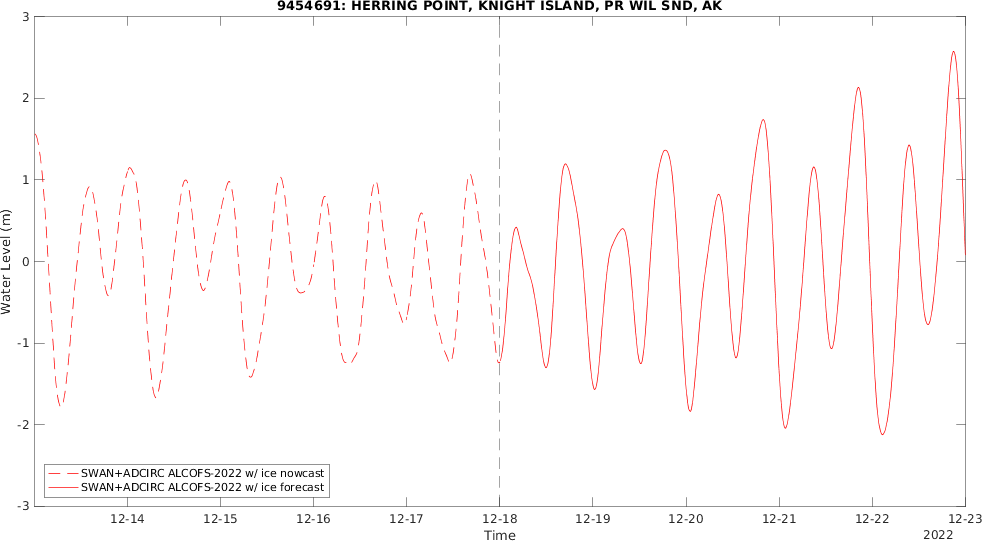 9454691: HERRING POINT, KNIGHT ISLAND, PR WIL SND, AK
3
2
1
0
-1
-2
-3
Water Level (m)
SWAN+ADCIRC ALCOFS-2022 w/ ice nowcast
SWAN+ADCIRC ALCOFS-2022 w/ ice forecast
12-14 12-15 12-16 12-17 12-18 12-19 12-20 12-21 12-22 12-23
Time
2022